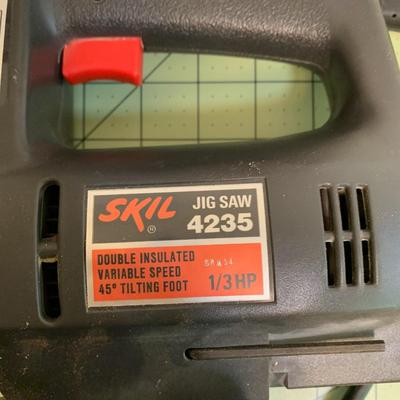 SKIL®
JIG SAW
4235
DOUBLE INSULATED
VARIABLE SPEED
45° TILTING FOOT
1/3 HP